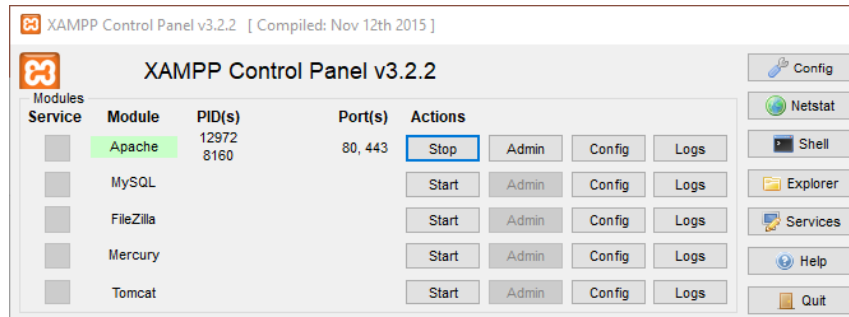 XAMPP Control Panel v3.2.2 [ Compiled: Nov 12th 2015 ]
XAMPP Control Panel v3.2.2
Config
Modules
Service Module PID(s) Port(s) Actions
Netstat
Apache 12972 8160 80, 443 Stop Admin Config Logs
Shell
MySQL Start Admin Config Logs
Explorer
FileZilla Start Admin Config Logs
Services
Mercury Start Admin Config Logs
Help
Tomcat Start Admin Config Logs
Quit